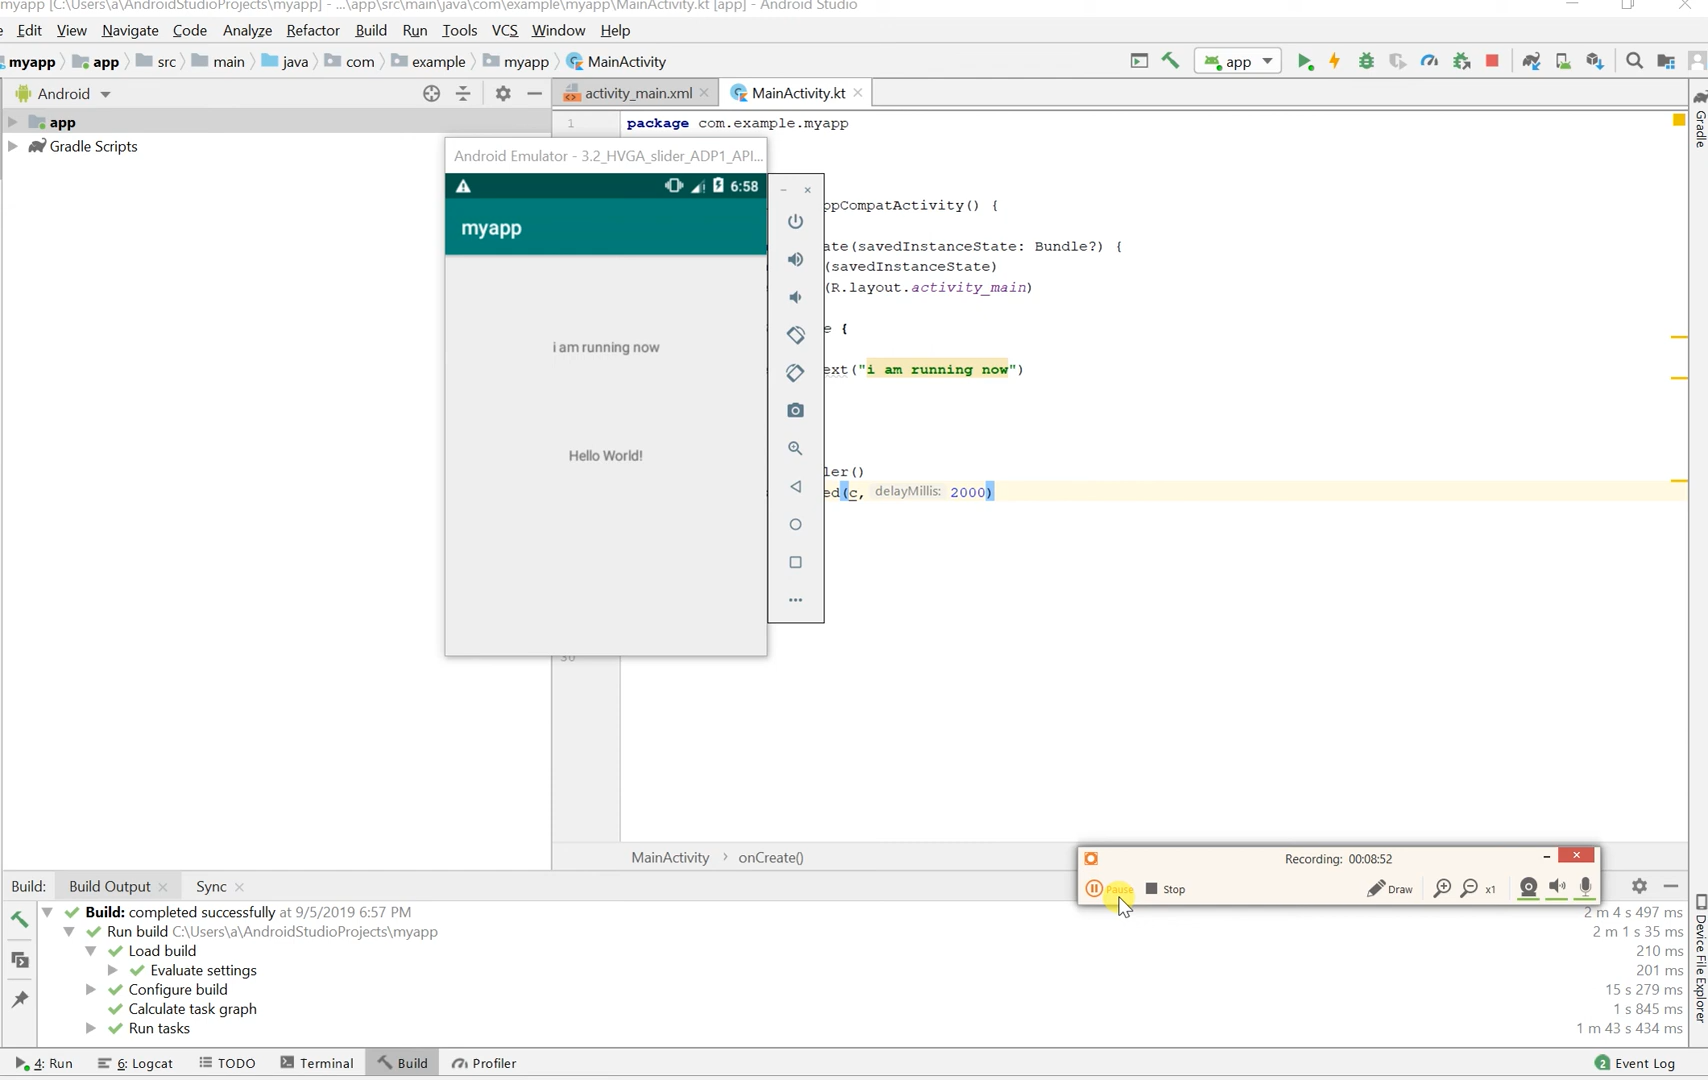 myapp [C:\Users\a\AndroidStudioProjects\myapp] - ...\app\src\main\java\com\example\myapp\MainActivity.kt [app] - Android Studio
Edit View Navigate Code Analyze Refactor Build Run Tools VCS Window Help
myapp app src main java com example myapp MainActivity app
Android activity_main.xml MainActivity.kt
app
Gradle Scripts
1 package com.example.myapp
Gradle
Android Emulator - 3.2_HVGA_slider_ADP1_API...
6:58
myapp
i am running now
Hello World!
ppCompatActivity() {
ate(savedInstanceState: Bundle?) {
(savedInstanceState)
(R.layout.activity_main)
e {
ext("i am running now")
ler()
ed(c, delayMillis: 2000)
30
MainActivity › onCreate()
Recording: 00:08:52
Pause Stop Draw x1
Build: Build Output Sync
Build: completed successfully at 9/5/2019 6:57 PM 2 m 4 s 497 ms
Run build C:\Users\a\AndroidStudioProjects\myapp 2 m 1 s 35 ms
Load build 210 ms
Evaluate settings 201 ms
Configure build 15 s 279 ms
Calculate task graph 1 s 845 ms
Run tasks 1 m 43 s 434 ms
Device File Explorer
4: Run 6: Logcat TODO Terminal Build Profiler 2 Event Log